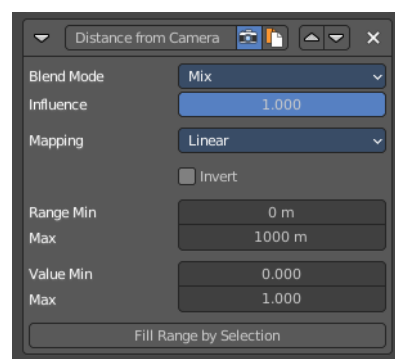 Distance from Camera
Blend Mode Mix
Influence 1.000
Mapping Linear
Invert
Range Min 0 m
Max 1000 m
Value Min 0.000
Max 1.000
Fill Range by Selection